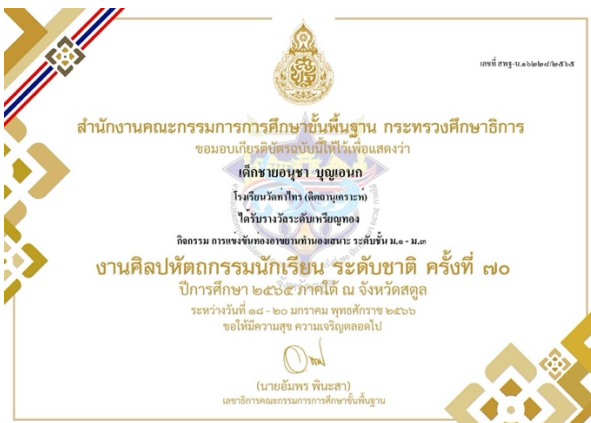 เลขที่ สพฐ-น.๑๖๒๒๘/๒๕๖๕
สำนักงานคณะกรรมการการศึกษาขั้นพื้นฐาน กระทรวงศึกษาธิการ
ขอมอบเกียรติบัตรฉบับนี้ให้ไว้เพื่อแสดงว่า
เด็กชายอนุชา บุญเอนก
โรงเรียนวัดท่าไทร (ดิตถานุเคราะห์)
ได้รับรางวัลระดับเหรียญทอง
กิจกรรม การแข่งขันท่องอาขยานทำนองเสนาะ ระดับชั้น ม.๑ - ม.๓
งานศิลปหัตถกรรมนักเรียน ระดับชาติ ครั้งที่ ๗๐
ปีการศึกษา ๒๕๖๕ ภาคใต้ ณ จังหวัดสตูล
ระหว่างวันที่ ๑๘ - ๒๐ มกราคม พุทธศักราช ๒๕๖๖
ขอให้มีความสุข ความเจริญตลอดไป
(นายอัมพร พินะสา)
เลขาธิการคณะกรรมการการศึกษาขั้นพื้นฐาน